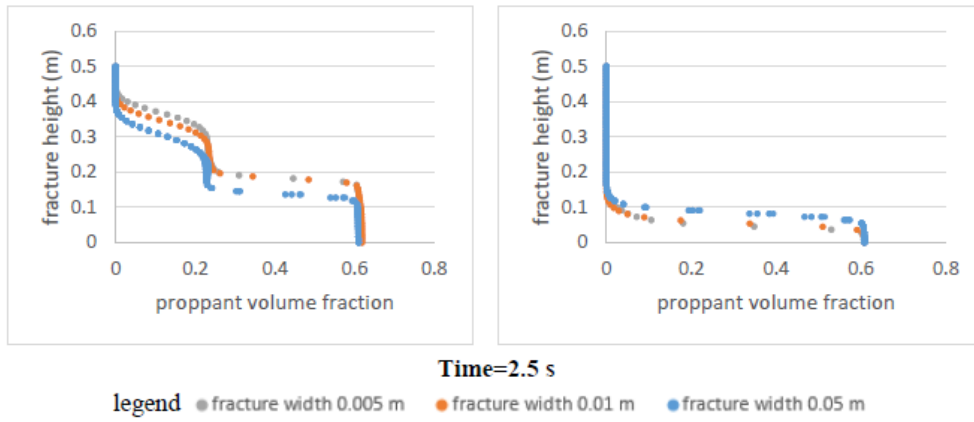 0.6
0.5
0.4
0.3
0.2
0.1
0
fracture height (m)
0 0.2 0.4 0.6 0.8
proppant volume fraction
0.6
0.5
0.4
0.3
0.2
0.1
0
fracture height (m)
0 0.2 0.4 0.6 0.8
proppant volume fraction
Time=2.5 s
legend fracture width 0.005 m fracture width 0.01 m fracture width 0.05 m